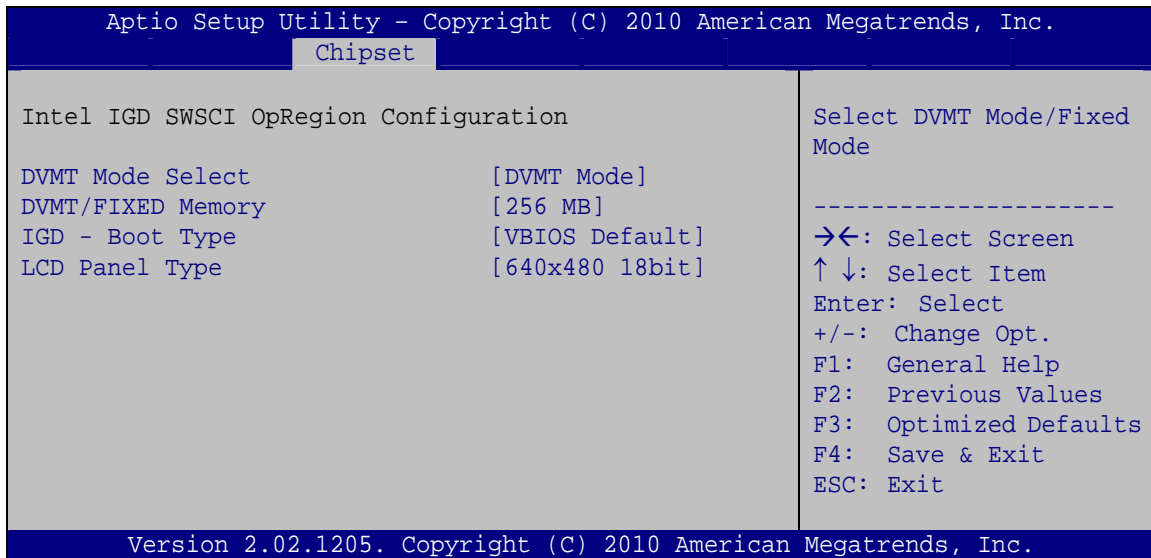 Aptio Setup Utility – Copyright (C) 2010 American Megatrends, Inc.
Chipset
Intel IGD SWSCI OpRegion Configuration
DVMT Mode Select [DVMT Mode]
DVMT/FIXED Memory [256 MB]
IGD - Boot Type [VBIOS Default]
LCD Panel Type [640x480 18bit]
Select DVMT Mode/Fixed
Mode
---------------------
→←: Select Screen
↑ ↓: Select Item
Enter: Select
+/-: Change Opt.
F1: General Help
F2: Previous Values
F3: Optimized Defaults
F4: Save & Exit
ESC: Exit
Version 2.02.1205. Copyright (C) 2010 American Megatrends, Inc.